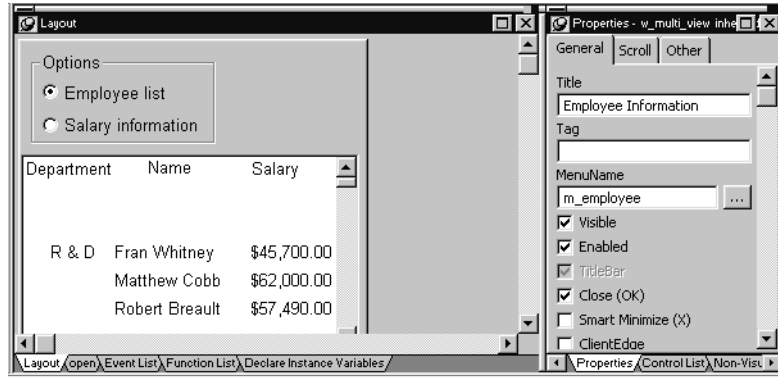 Layout
Options
Employee list
Salary information
Department Name Salary
R & D Fran Whitney $45,700.00
Matthew Cobb $62,000.00
Robert Breault $57,490.00
Layout open Event List Function List Declare Instance Variables
Properties - w_multi_view inhe
General Scroll Other
Title
Employee Information
Tag
MenuName
m_employee ...
Visible
Enabled
TitleBar
Close (OK)
Smart Minimize (X)
ClientEdge
Properties Control List Non-Visu